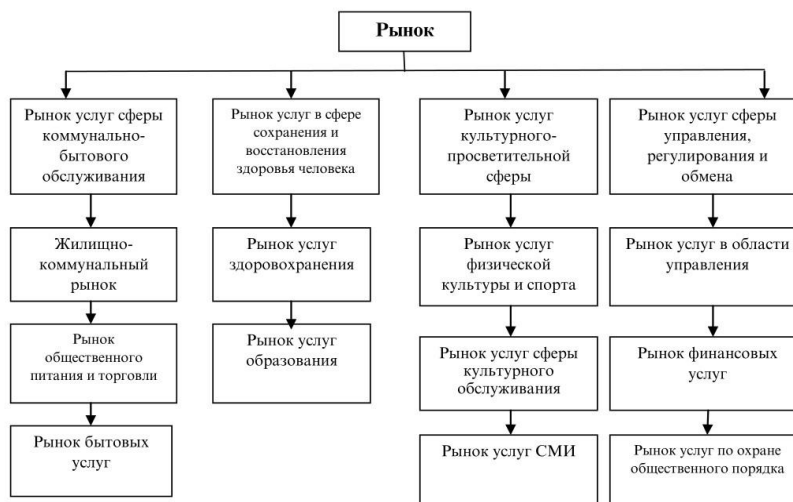 Рынок
Рынок услуг сферы
коммунально-
бытового
обслуживания
Рынок услуг в сфере
сохранения и
восстановления
здоровья человека
Рынок услуг
культурного-
просветительной
сферы
Рынок услуг сферы
управления,
регулирования и
обмена
Жилищно-
коммунальный
рынок
Рынок услуг
здоровохранения
Рынок услуг
физической
культуры и спорта
Рынок услуг в области
управления
Рынок
общественного
питания и торговли
Рынок услуг
образования
Рынок услуг сферы
культурного
обслуживания
Рынок финансовых
услуг
Рынок бытовых
услуг
Рынок услуг СМИ
Рынок услуг по охране
общественного порядка